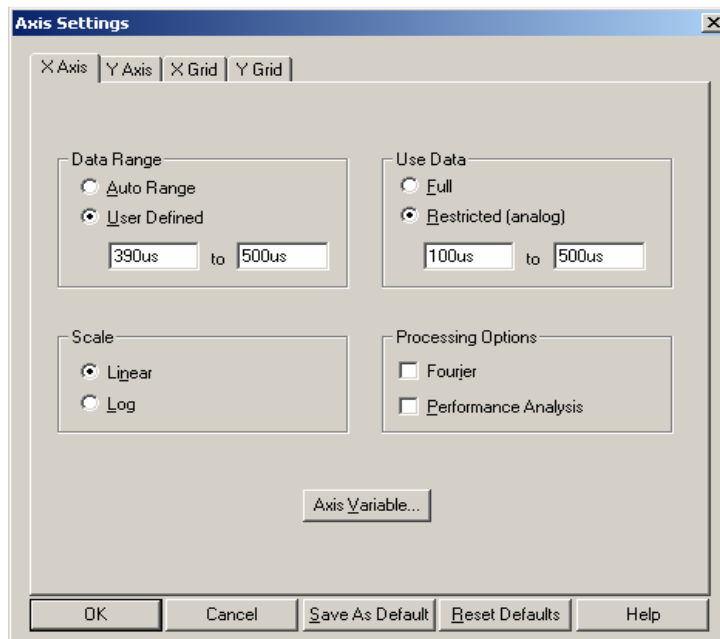 Axis Settings
X Axis
Y Axis
X Grid
Y Grid
Data Range
Auto Range
User Defined
390us to 500us
Use Data
Full
Restricted (analog)
100us to 500us
Scale
Linear
Log
Processing Options
Fourier
Performance Analysis
Axis Variable...
OK
Cancel
Save As Default
Reset Defaults
Help